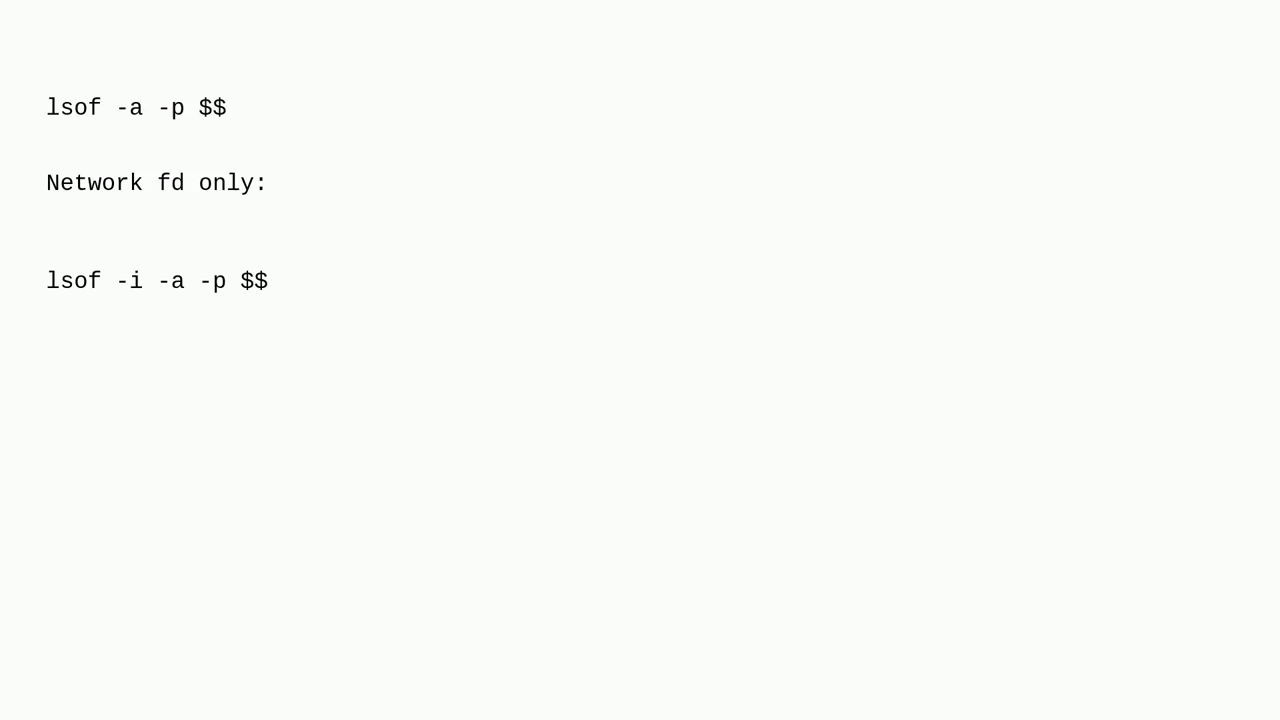 lsof -a -p $$
Network fd only:
lsof -i -a -p $$